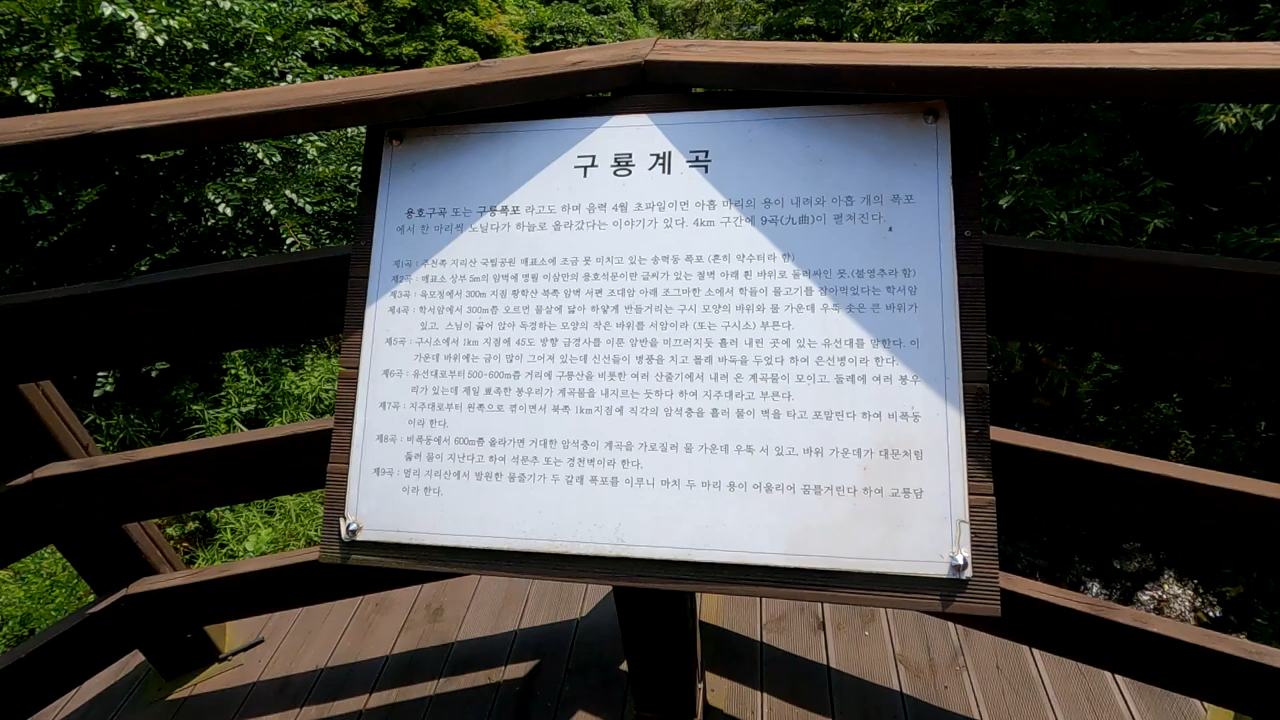 구룡계곡
용호구곡 또는 구룡폭포 라고도 하며 음력 4월 초파일이면 아홉 마리의 용이 내려와 아홉 개의 폭포
에서 한 마리씩 노닐다가 하늘로 올라갔다는 이야기가 있다. 4km 구간에 9곡(九曲)이 펼쳐진다.
제1곡 : 주천쪽 지리산 국립공원 매표소에 조금 못 미치고 있는 송력동 폭포 (흔히 약수터라 함)
제2곡 : 매표소 상부 5m의 암벽에 명필 이삼만의 용호석문이란 글씨가 있는 절벽 아래 흰 바위로 둘러싸인 못.(불영추라 함)
제3곡 : 육모정에서 300m 지점 황학산 북쪽 암벽 서편 조대암 아래 조그마한 소에서 학들이 물고기를 잡아먹었다는 학서암
제4곡 : 학서암에서 300m쯤 오르면 물살에 닳아 하얗게 반들거리는 구시 모양의 바위와 물 가운데 우뚝 솟은 큰 바위가
있고, 스님이 꿇어 앉아 독경하는 모양의 작은 바위를 서암이라 (또는 구시소) 부른다.
제5곡 : 구시소에서 1km 지점에 45도 방향 급경사를 이룬 암반을 미끄러지듯 흘러 내린 곳에 있는 유선대를 말한다. 이
가운데 바위에는 금이 많이 그어져 있는데 신선들이 병풍을 치고 몰래 바둑을 두었다 하여 은선병이라 한다.
제6곡 : 유선대로부터 500-600m쯤 거리에 구룡산을 비롯한 여러 산줄기에서 내려 온 계곡물이 모이고 둘레에 여러 봉우
리가 있는데 제일 뾰족한 봉우리가 계곡물을 내지르는 듯하다 하여 지주대라고 부른다.
제7곡 : 지주대로부터 왼쪽으로 꺾이면서 북쪽 1km지점에 직각의 암석층을 흘러 물이 벽을 타고 포말린다 하여 비폭동
이라 한다.
제8곡 : 비폭동에서 600m쯤 올라가면 거대한 암석층이 계곡을 가로질러 물 가운데 우뚝 서 있고, 바위 가운데가 대문처럼
뚫려 물이 지난다고 하여 석문추 또는 경천벽이라 한다.
제9곡 : 멀리 지리산에서 발원한 물줄기가 두 갈래 폭포를 이루니 마치 두 마리 용이 어울리어 꿈틀거린다 하여 교룡담
이라 한다.